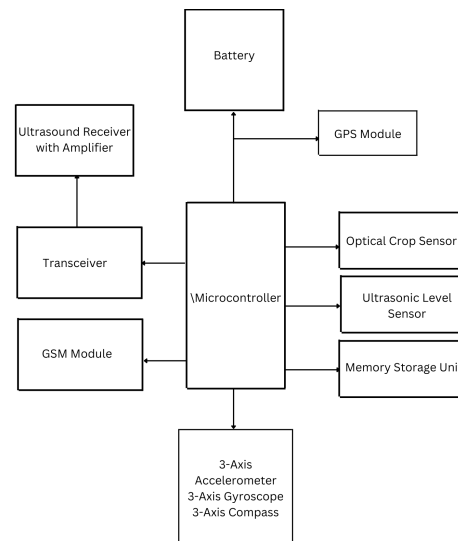 Battery
Ultrasound Receiver
with Amplifier
GPS Module
Transceiver
\Microcontroller
Optical Crop Sensor
Ultrasonic Level
Sensor
GSM Module
Memory Storage Unit
3-Axis
Accelerometer
3-Axis Gyroscope
3-Axis Compass